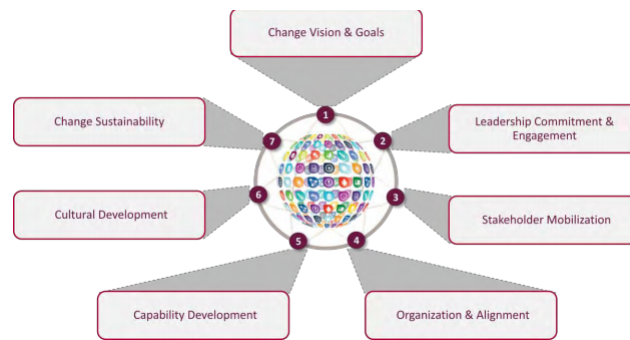 Change Vision & Goals
1
Change Sustainability
7
2
Leadership Commitment &
Engagement
Cultural Development
6
3
Stakeholder Mobilization
5
4
Capability Development
Organization & Alignment